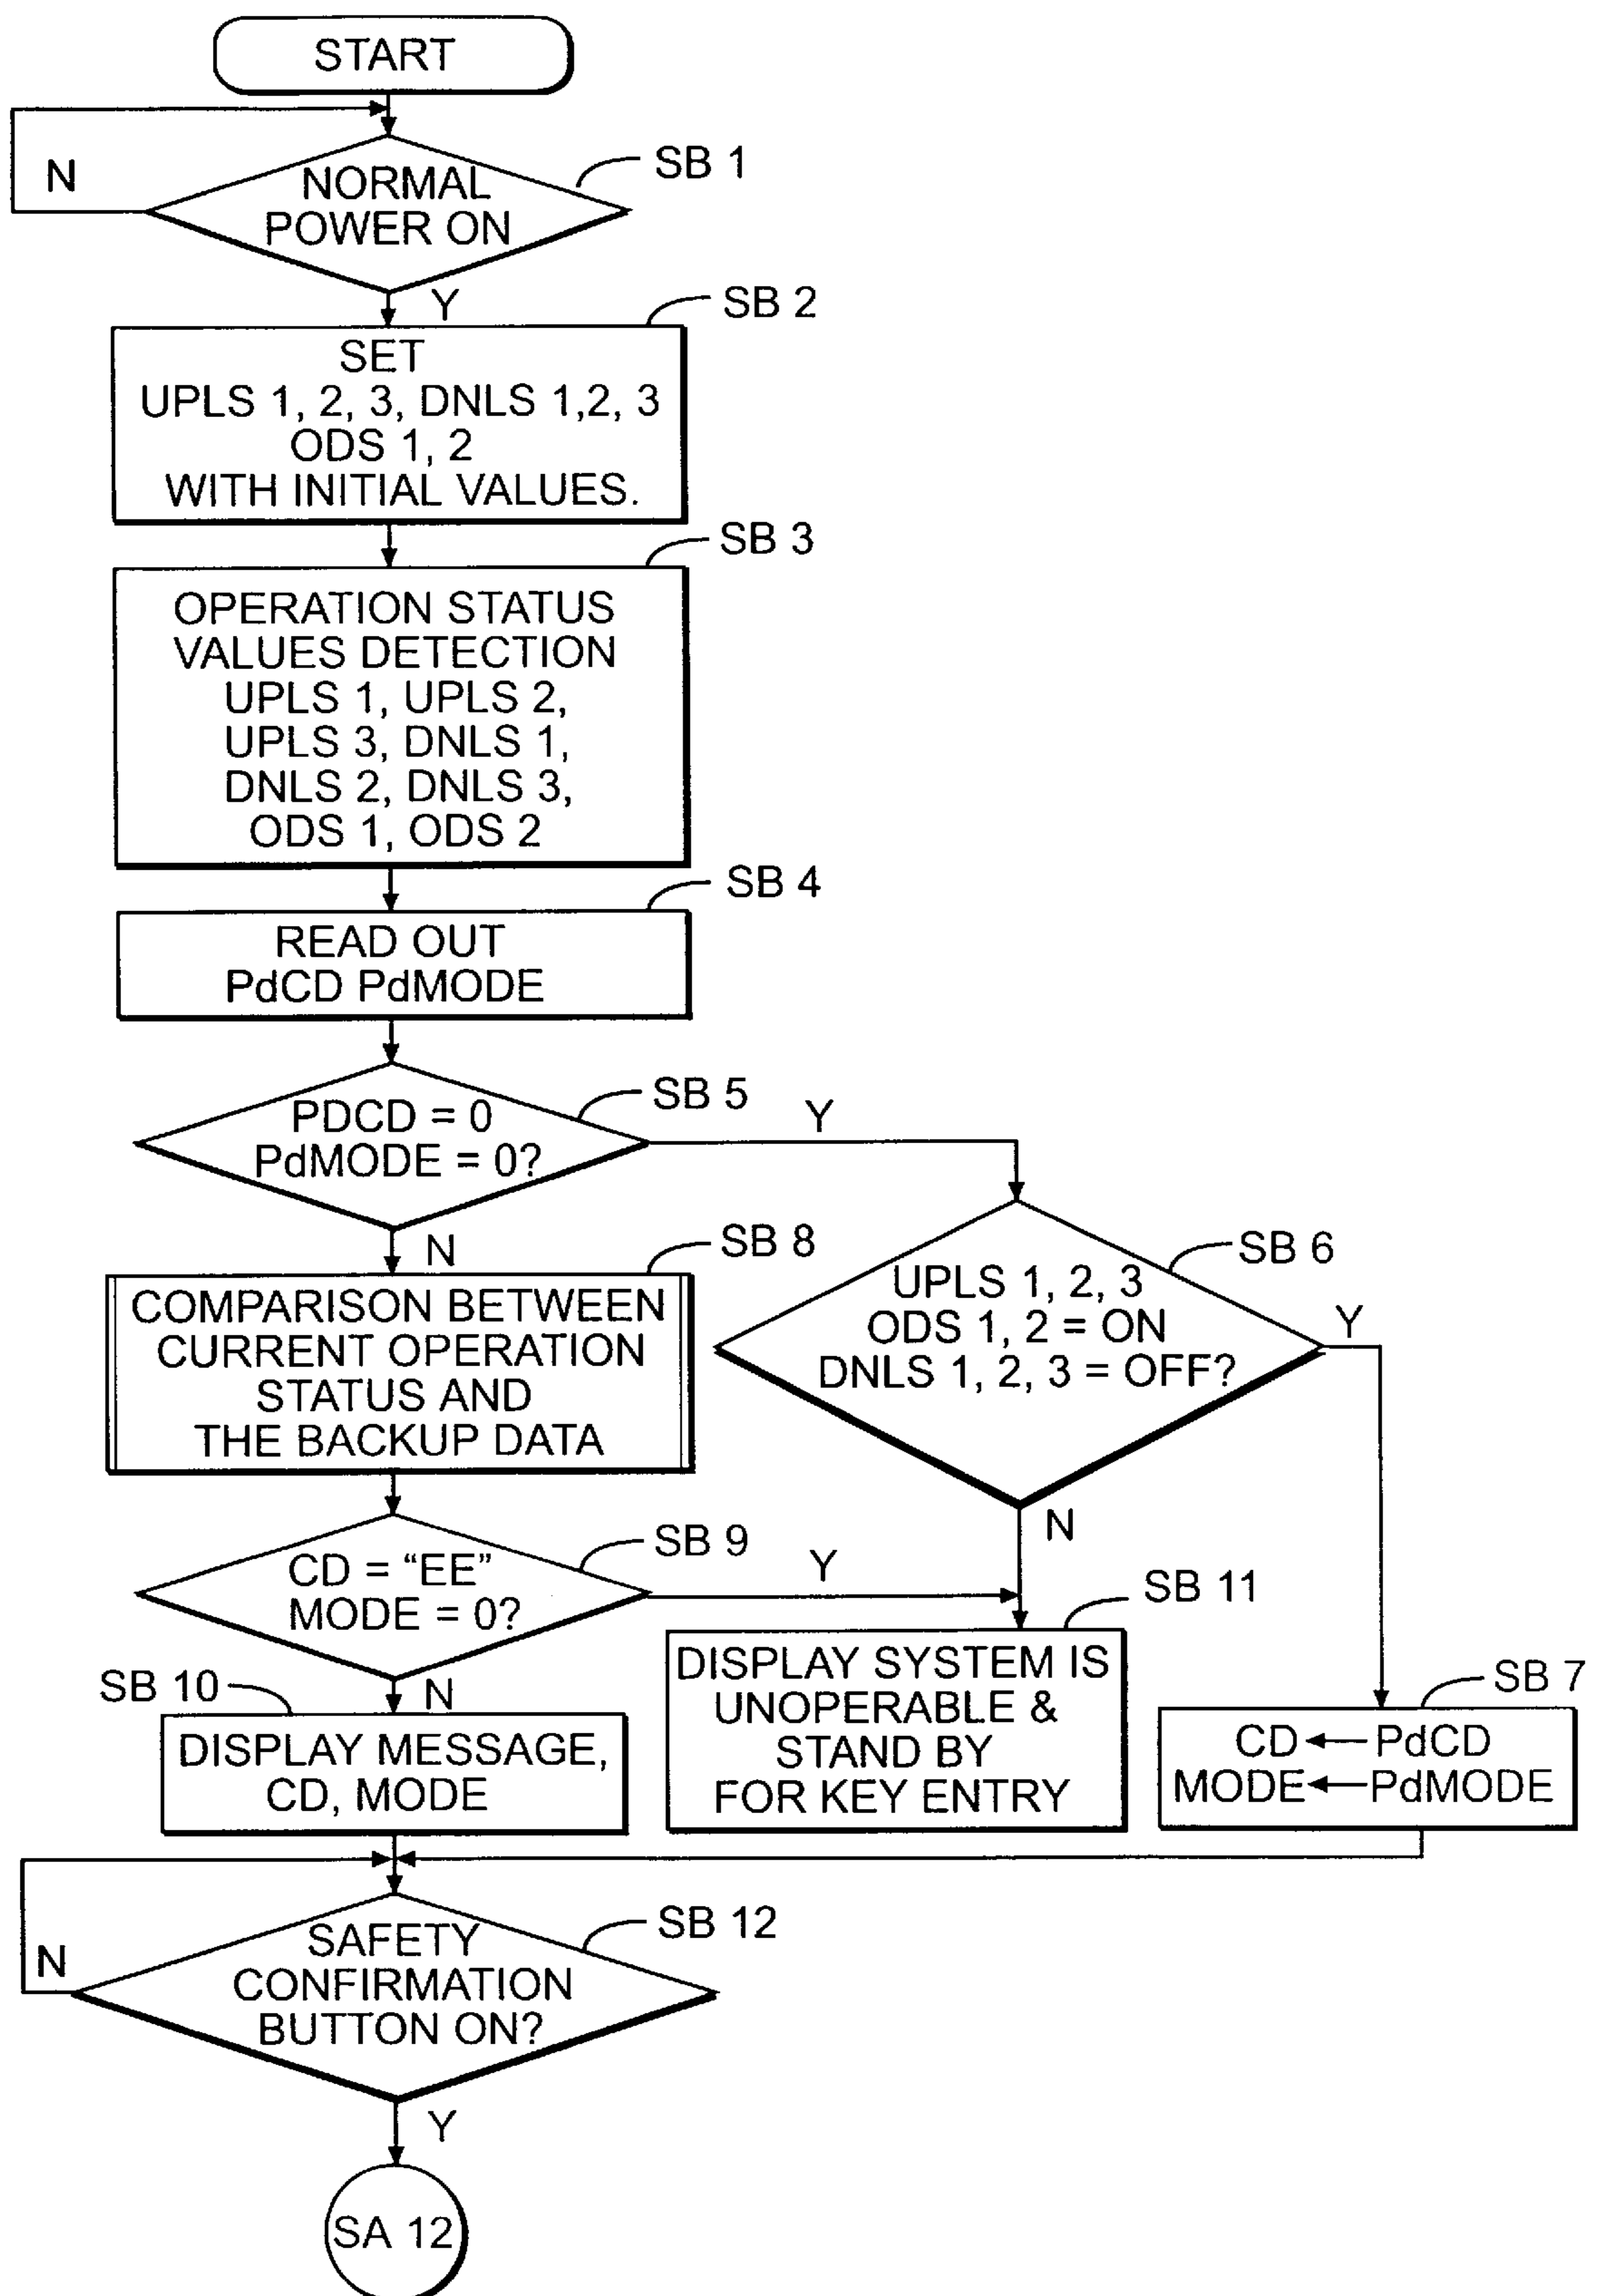 START
N
NORMAL
POWER ON
SB 1
Y
SB 2
SET
UPLS 1, 2, 3, DNLS 1,2, 3
ODS 1, 2
WITH INITIAL VALUES.
SB 3
OPERATION STATUS
VALUES DETECTION
UPLS 1, UPLS 2,
UPLS 3, DNLS 1,
DNLS 2, DNLS 3,
ODS 1, ODS 2
SB 4
READ OUT
PdCD PdMODE
SB 5
PDCD = 0
PdMODE = 0?
Y
N
SB 8
COMPARISON BETWEEN
CURRENT OPERATION
STATUS AND
THE BACKUP DATA
SB 6
UPLS 1, 2, 3
ODS 1, 2 = ON
DNLS 1, 2, 3 = OFF?
Y
N
SB 9
CD = “EE”
MODE = 0?
Y
N
SB 10
DISPLAY MESSAGE,
CD, MODE
SB 11
DISPLAY SYSTEM IS
UNOPERABLE &
STAND BY
FOR KEY ENTRY
SB 7
CD ← PdCD
MODE ← PdMODE
SB 12
SAFETY
CONFIRMATION
BUTTON ON?
N
Y
SA 12